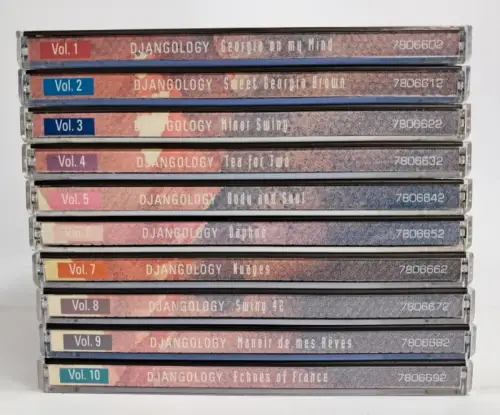 Vol. 1 DJANGOLOGY Georgia on my Mind 7806602
Vol. 2 DJANGOLOGY Sweet Georgia Brown 7806612
Vol. 3 DJANGOLOGY Minor Swing 7806622
Vol. 4 DJANGOLOGY Tea for Two 7806632
Vol. 5 DJANGOLOGY Body and Soul 7806642
Vol. 6 DJANGOLOGY Daphne 7806652
Vol. 7 DJANGOLOGY Nuages 7806662
Vol. 8 DJANGOLOGY Swing 42 7806672
Vol. 9 DJANGOLOGY Manoir de mes Rêves 7806682
Vol. 10 DJANGOLOGY Echoes of France 7806692